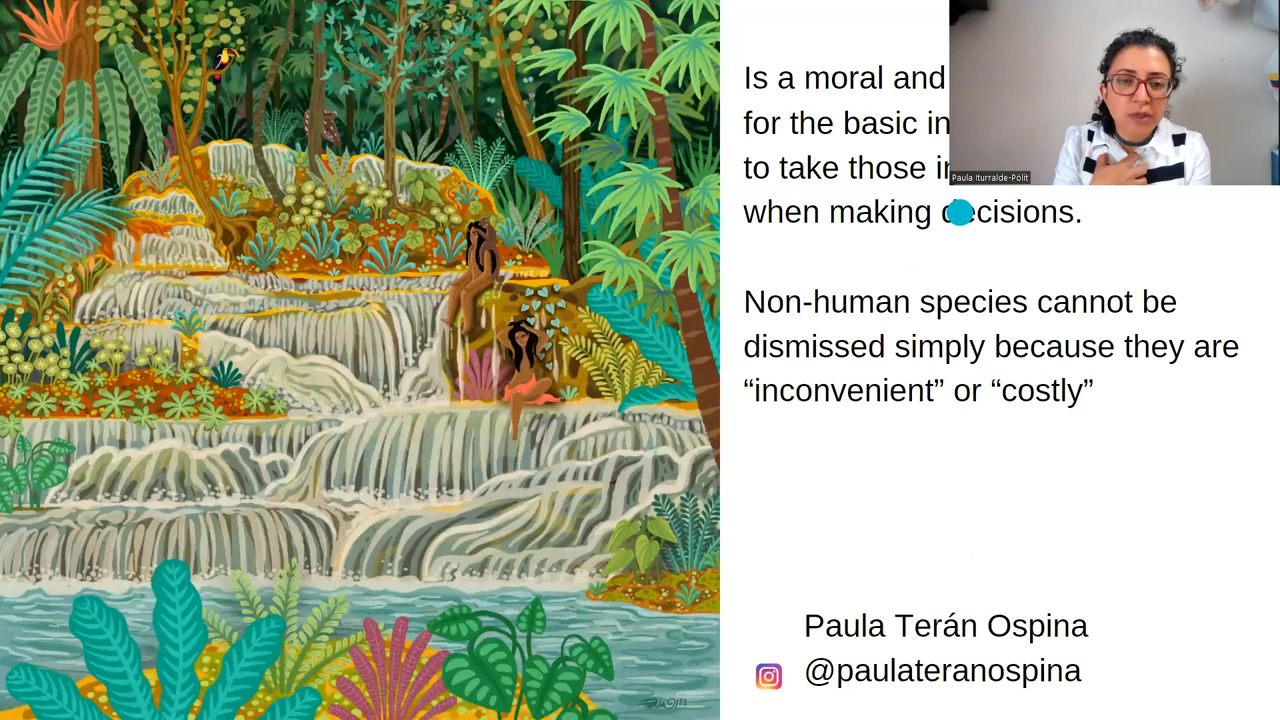 Is a moral and
for the basic in
to take those
when making decisions.
Paula Iturralde-Pólit
Non-human species cannot be
dismissed simply because they are
“inconvenient” or “costly”
Paula Terán Ospina
@paulateranospina